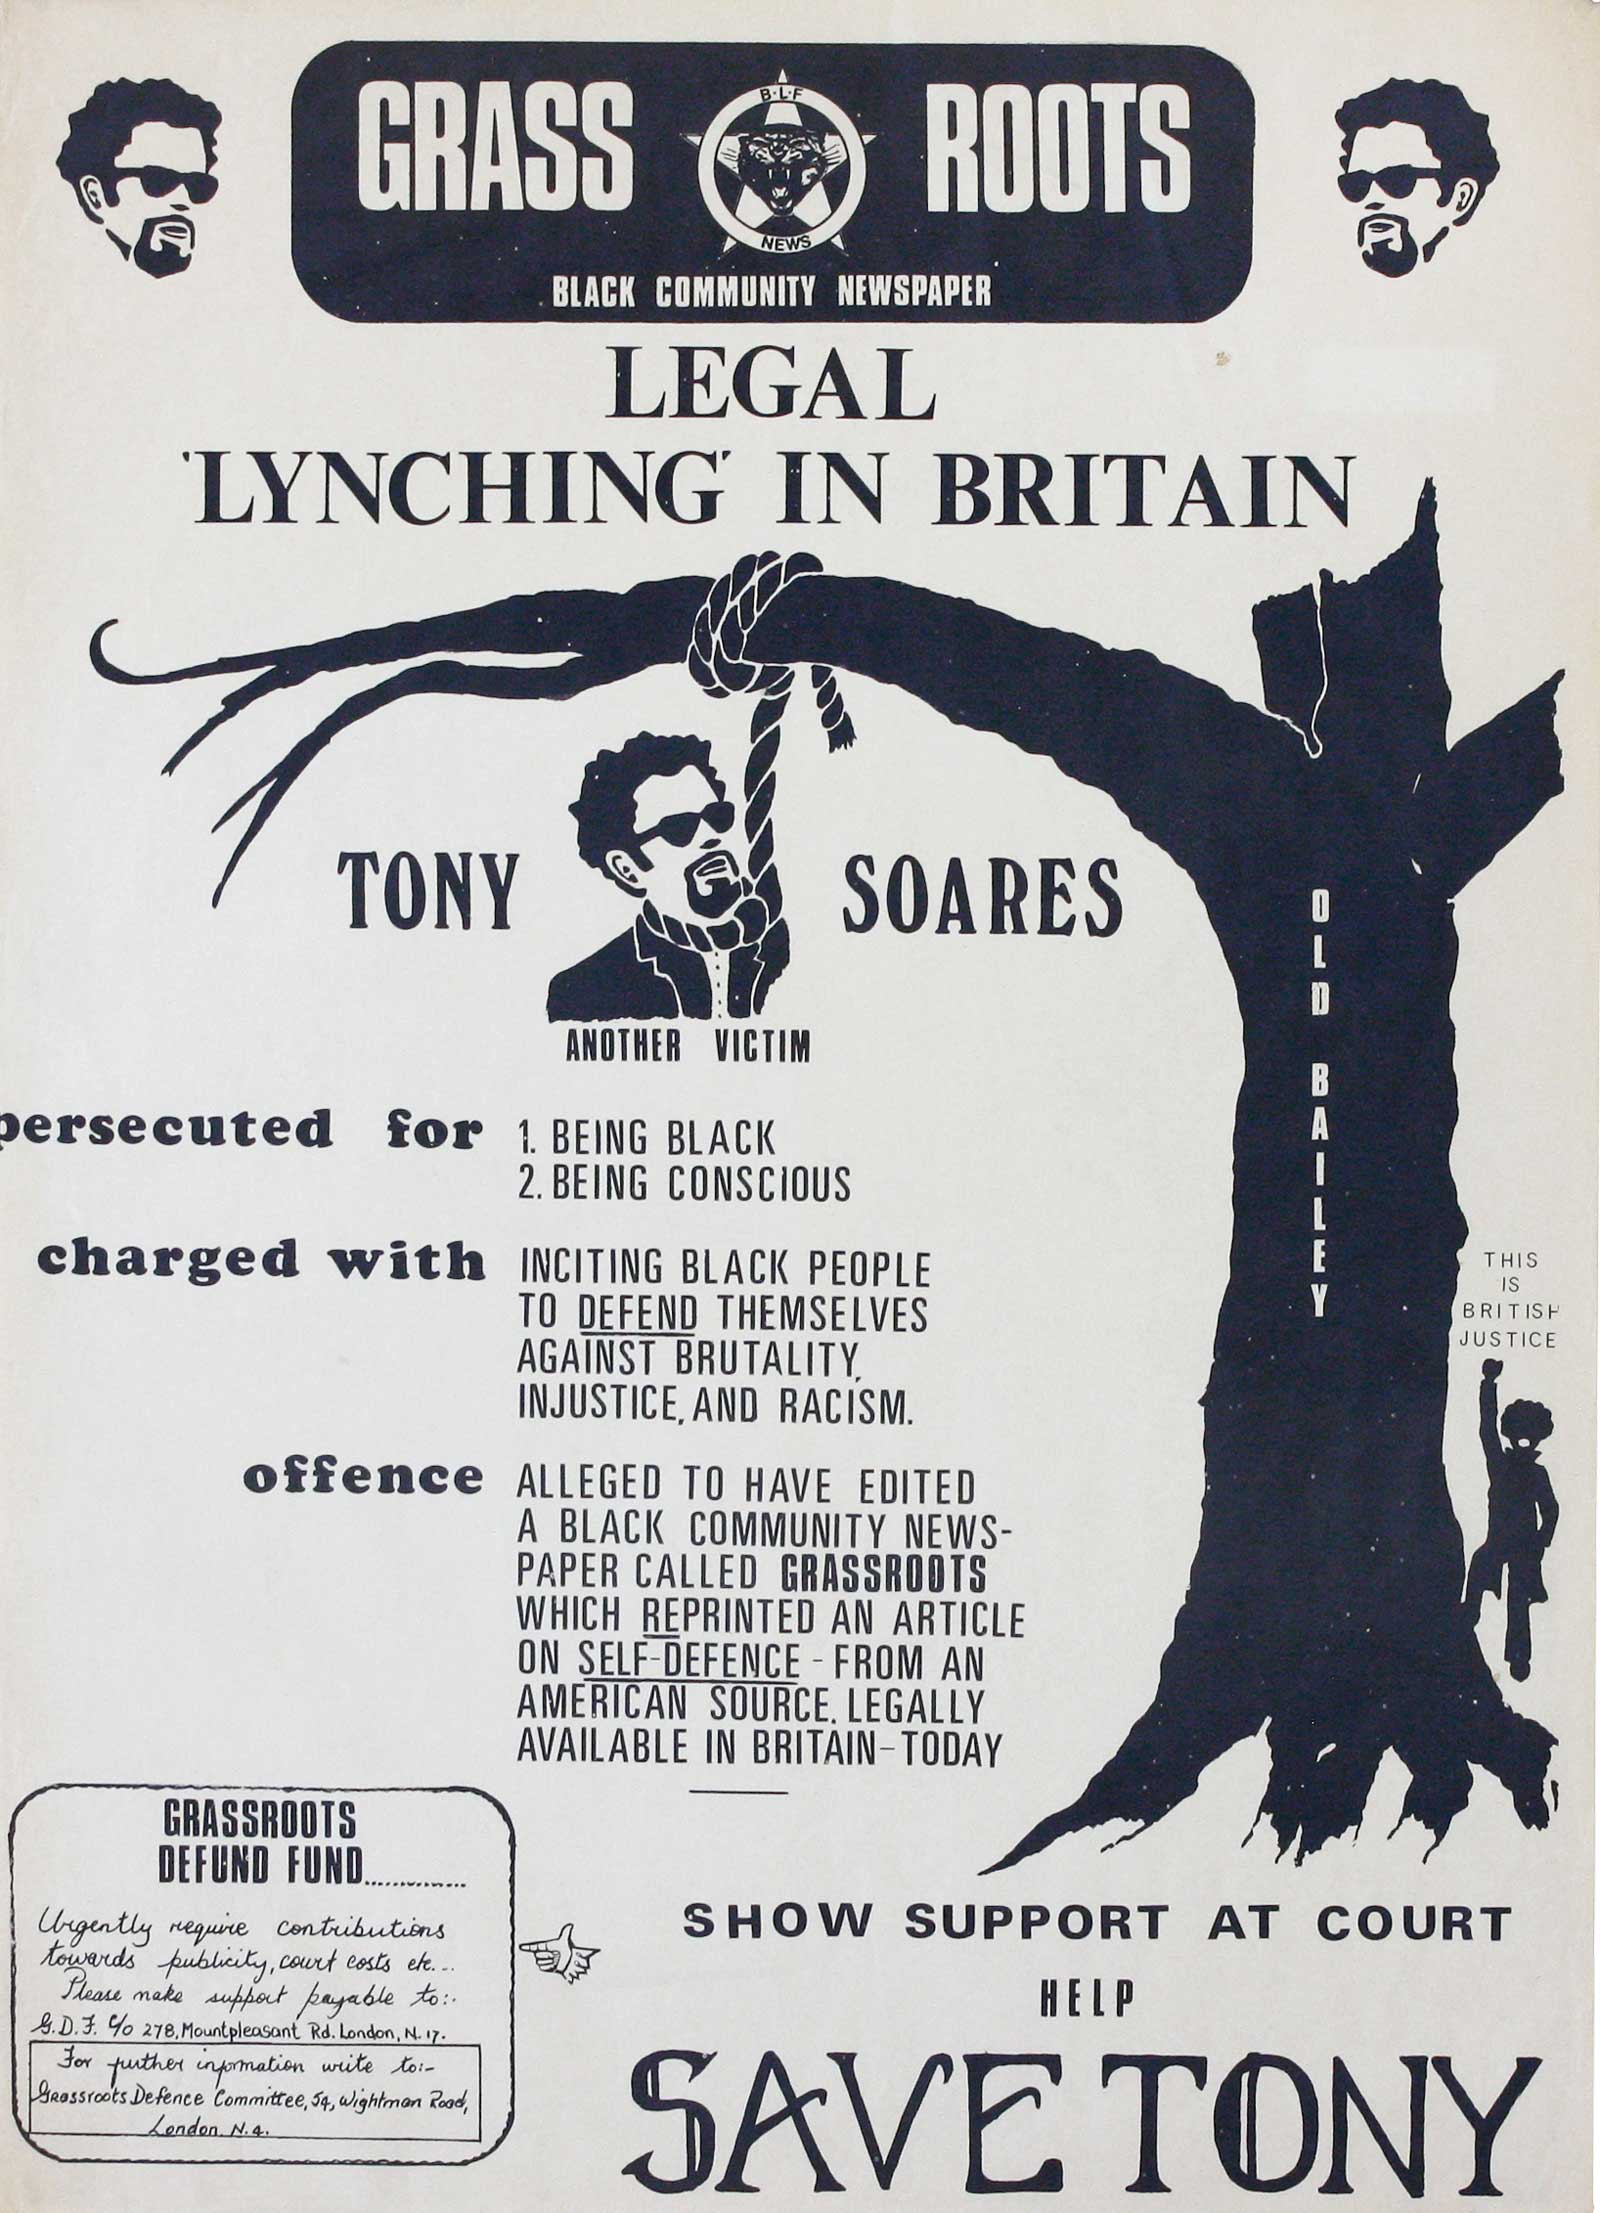 GRASS ROOTS
B·L·F
NEWS
BLACK COMMUNITY NEWSPAPER
LEGAL
'LYNCHING' IN BRITAIN
TONY SOARES
ANOTHER VICTIM
OLD BAILEY
persecuted for 1. BEING BLACK
2. BEING CONSCIOUS
charged with INCITING BLACK PEOPLE
TO DEFEND THEMSELVES
AGAINST BRUTALITY,
INJUSTICE, AND RACISM.
THIS
IS
BRITISH
JUSTICE
offence ALLEGED TO HAVE EDITED
A BLACK COMMUNITY NEWS-
PAPER CALLED GRASSROOTS
WHICH REPRINTED AN ARTICLE
ON SELF-DEFENCE - FROM AN
AMERICAN SOURCE. LEGALLY
AVAILABLE IN BRITAIN - TODAY
GRASSROOTS
DEFUND FUND..............
Urgently require contributions
towards publicity, court costs etc...
Please make support payable to:.
G.D.F. c/o 278, Mountpleasant Rd. London, N. 17.
For further information write to:-
Grassroots Defence Committee, 54, Wightman Road,
London N. 4.
SHOW SUPPORT AT COURT
HELP
SAVE TONY